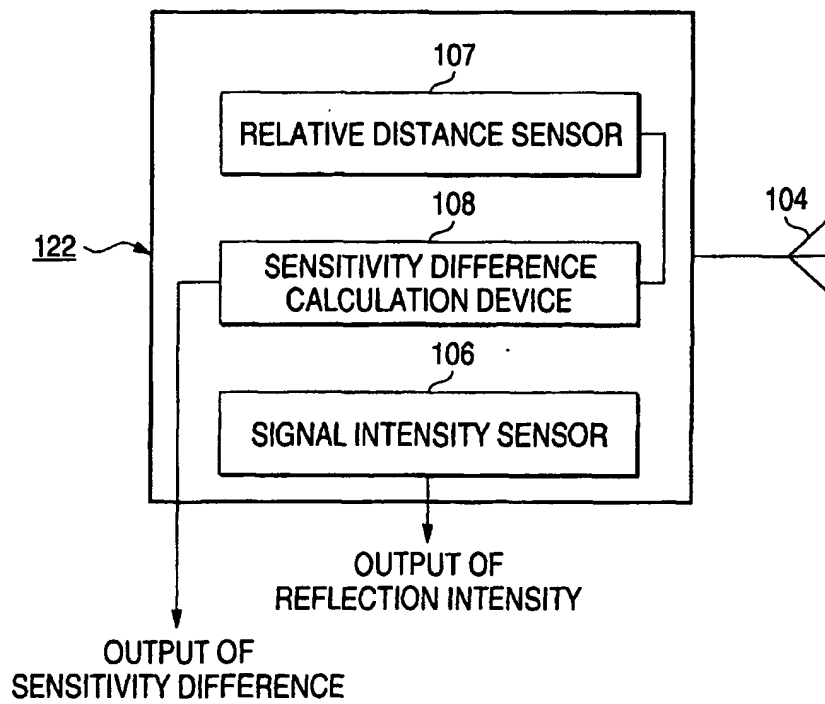 107
RELATIVE DISTANCE SENSOR
104
108
122
SENSITIVITY DIFFERENCE
CALCULATION DEVICE
106
SIGNAL INTENSITY SENSOR
OUTPUT OF
REFLECTION INTENSITY
OUTPUT OF
SENSITIVITY DIFFERENCE